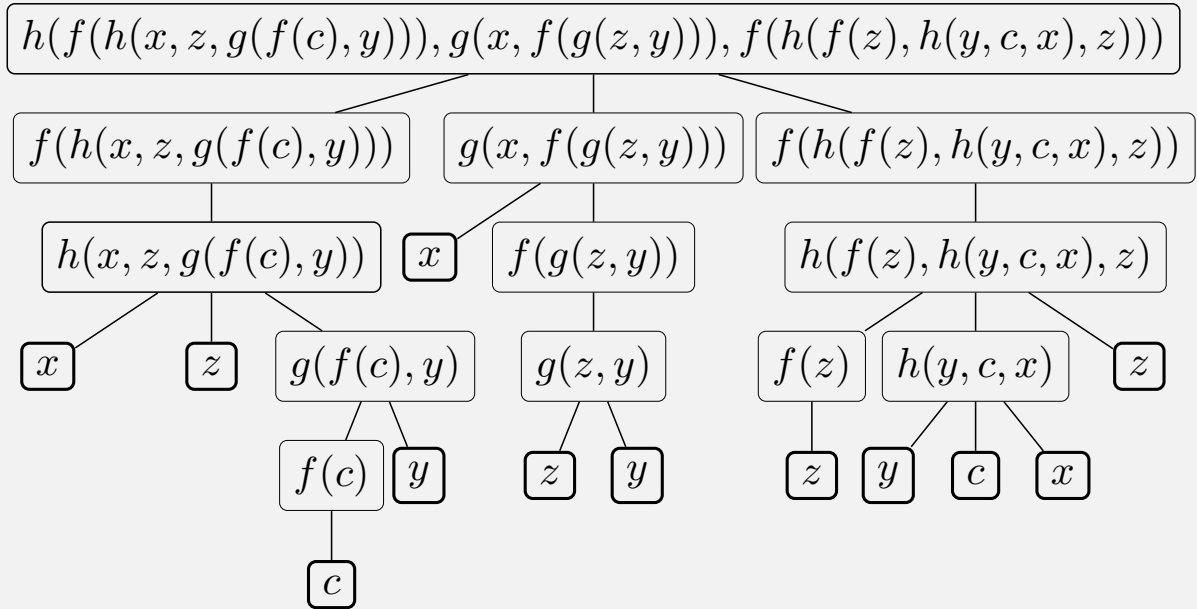 h(f(h(x, z, g(f(c), y))), g(x, f(g(z, y))), f(h(f(z), h(y, c, x), z)))
f(h(x, z, g(f(c), y))) g(x, f(g(z, y))) f(h(f(z), h(y, c, x), z))
h(x, z, g(f(c), y)) x f(g(z, y)) h(f(z), h(y, c, x), z)
x z g(f(c), y) g(z, y) f(z) h(y, c, x) z
f(c) y z y z y c x
c